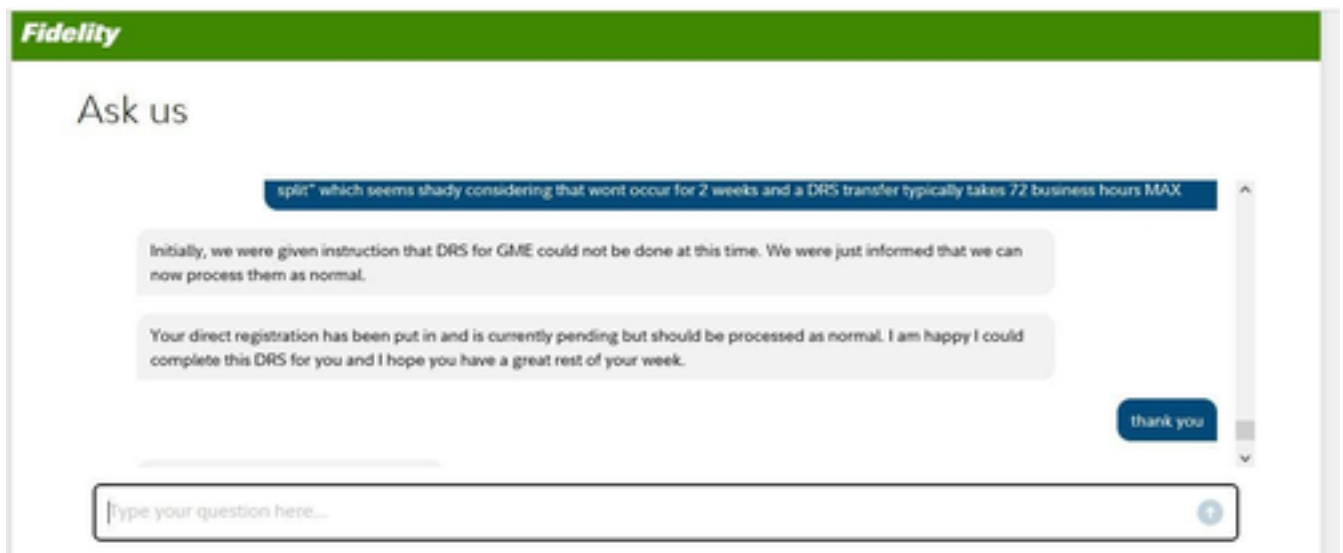 Fidelity
Ask us
split" which seems shady considering that wont occur for 2 weeks and a DRS transfer typically takes 72 business hours MAX
Initially, we were given instruction that DRS for GME could not be done at this time. We were just informed that we can
now process them as normal.
Your direct registration has been put in and is currently pending but should be processed as normal. I am happy I could
complete this DRS for you and I hope you have a great rest of your week.
thank you
Type your question here...